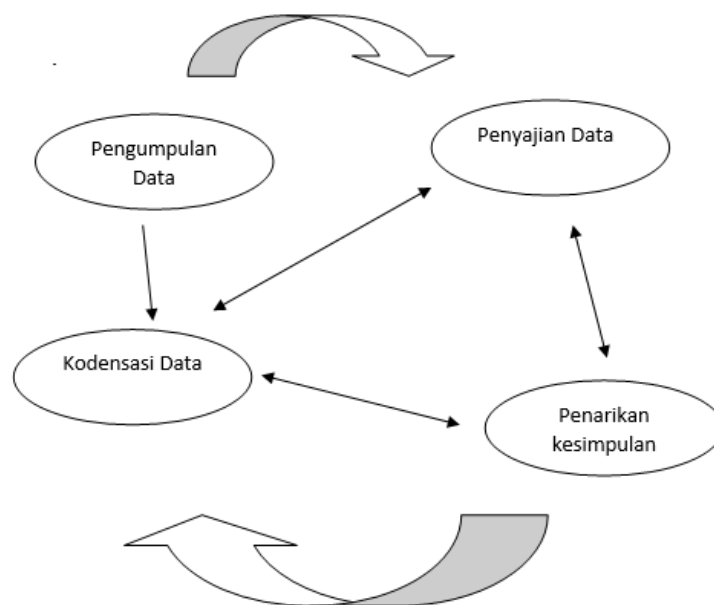 Pengumpulan
Data
Penyajian Data
Kodensasi Data
Penarikan
kesimpulan